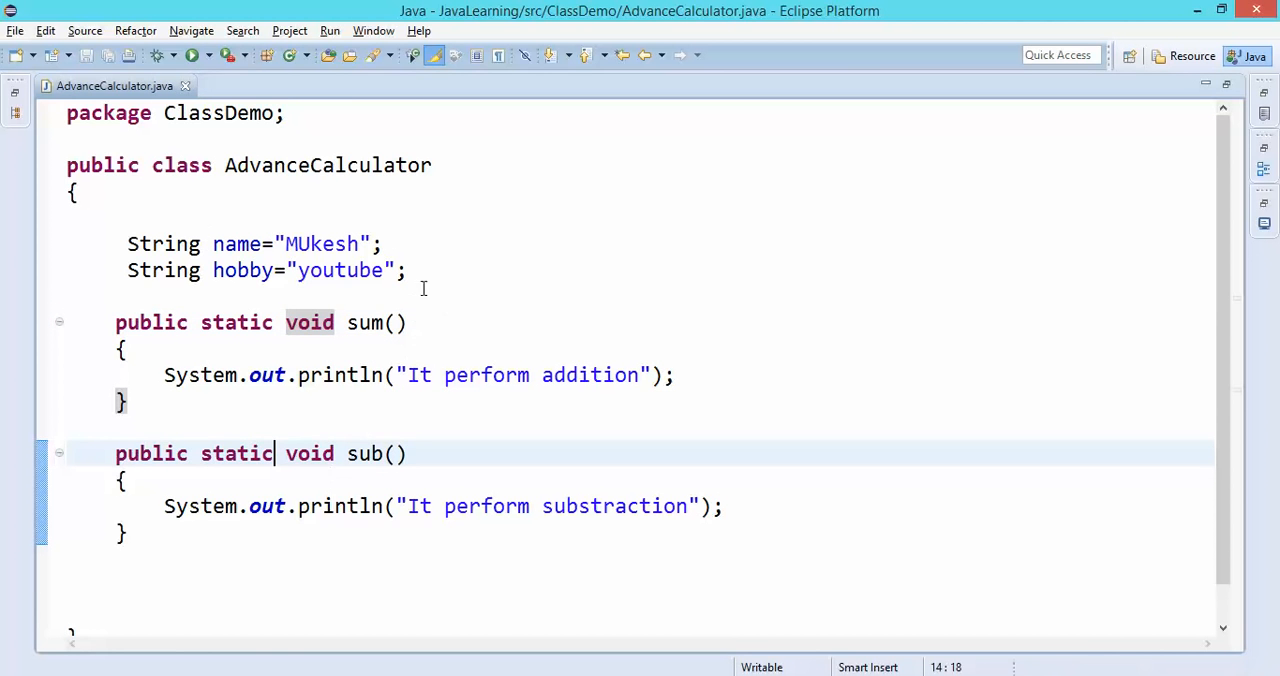 Java - JavaLearning/src/ClassDemo/AdvanceCalculator.java - Eclipse Platform
File Edit Source Refactor Navigate Search Project Run Window Help
Quick Access Resource Java
AdvanceCalculator.java
package ClassDemo;
public class AdvanceCalculator
{
String name="MUkesh";
String hobby="youtube";
public static void sum()
{
System.out.println("It perform addition");
}
public static void sub()
{
System.out.println("It perform substraction");
}
}
Writable Smart Insert 14 : 18